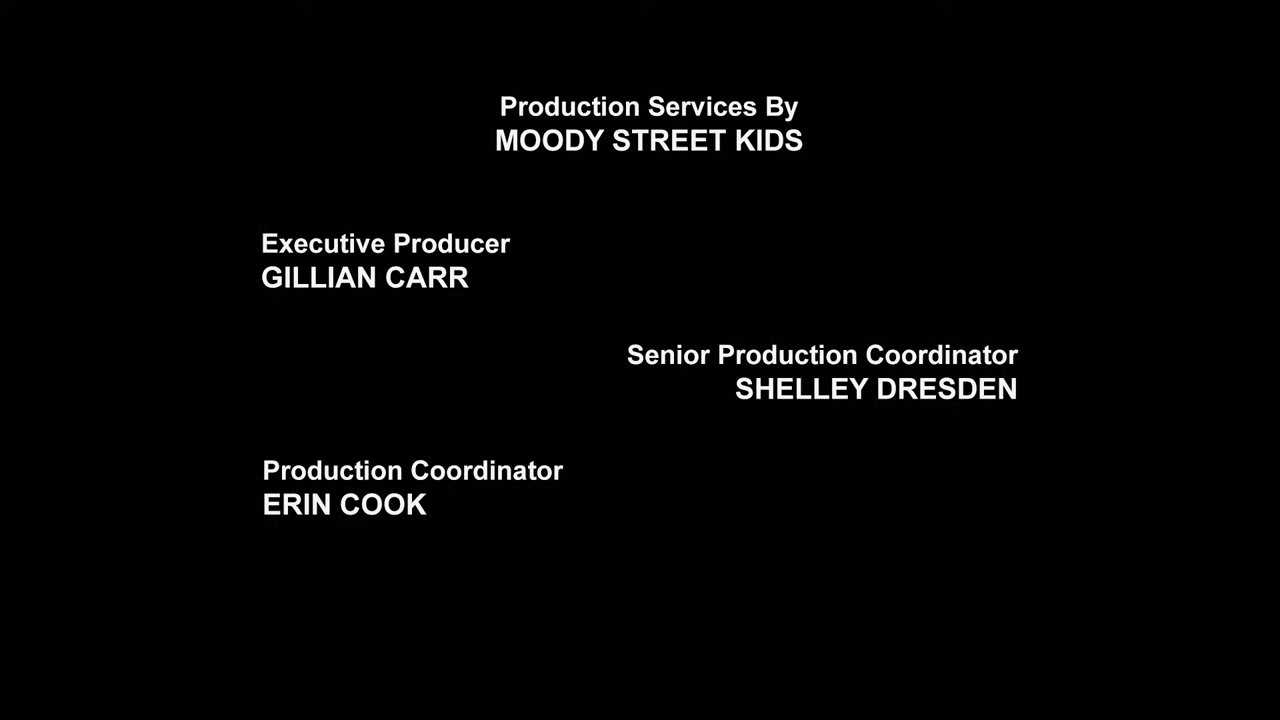 Production Services By
MOODY STREET KIDS
Executive Producer
GILLIAN CARR
Senior Production Coordinator
SHELLEY DRESDEN
Production Coordinator
ERIN COOK